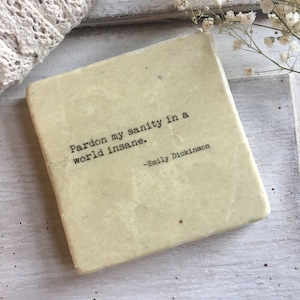 Pardon my sanity in a
world insane.
-Emily Dickinson